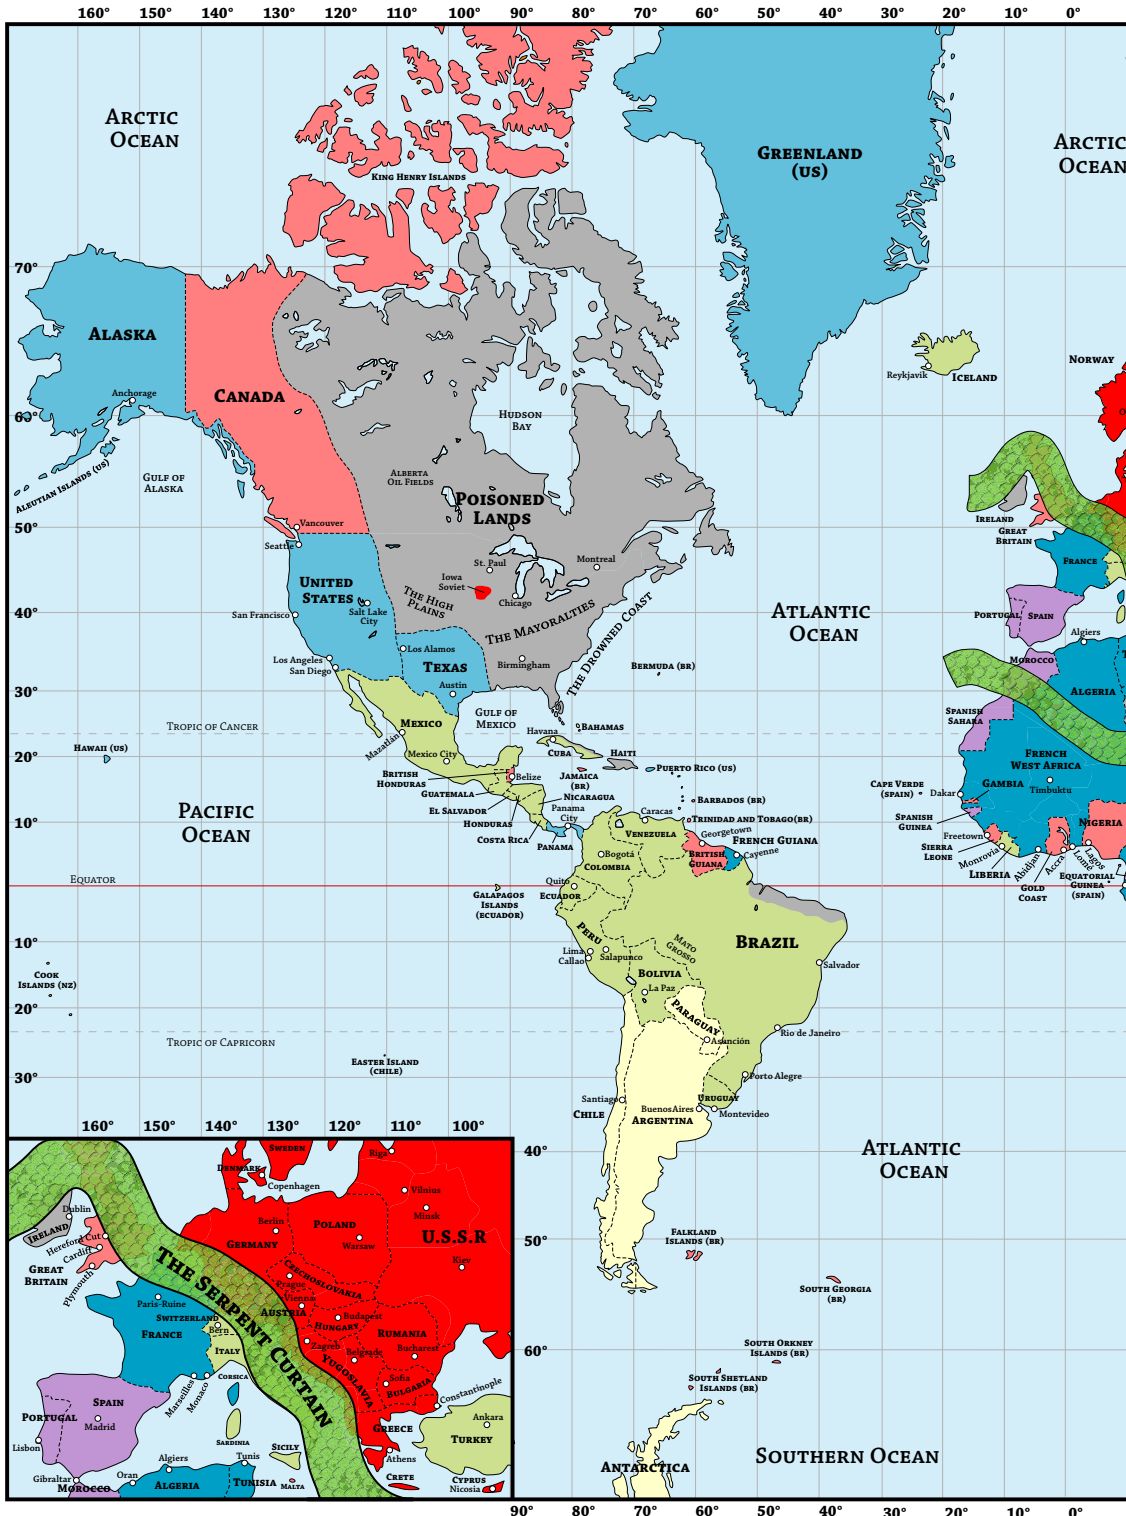 160° 150° 140° 130° 120° 110° 100° 90° 80° 70° 60° 50° 40° 30° 20° 10° 0°
ARCTIC
OCEAN
KING HENRY ISLANDS
GREENLAND
(US)
ARCTIC
OCEAN
70°
ALASKA
Anchorage
CANADA
60°
HUDSON
BAY
Reykjavik
ICELAND
NORWAY
ALEUTIAN ISLANDS (US)
GULF OF
ALASKA
ALBERTA
OIL FIELDS
POISONED
LANDS
50°
Vancouver
Seattle
IRELAND
GREAT
BRITAIN
FRANCE
UNITED
STATES
Salt Lake
City
San Francisco
St. Paul
Iowa
Soviet
Chicago
Montreal
THE HIGH
PLAINS
THE MAYORALTIES
THE DROWNED COAST
40°
ATLANTIC
OCEAN
PORTUGAL
SPAIN
Algiers
Los Angeles
San Diego
Los Alamos
TEXAS
Austin
Birmingham
BERMUDA (BR)
MOROCCO
ALGERIA
30°
MEXICO
GULF OF
MEXICO
SPANISH
SAHARA
TROPIC OF CANCER
Mazatlán
Mexico City
Havana
BAHAMAS
CUBA
HAITI
HAWAII (US)
20°
BRITISH
HONDURAS
Belize
JAMAICA
(BR)
PUERTO RICO (US)
GUATEMALA
NICARAGUA
EL SALVADOR
HONDURAS
COSTA RICA
Panama
City
PANAMA
BARBADOS (BR)
TRINIDAD AND TOBAGO(BR)
FRENCH
WEST AFRICA
Timbuktu
CAPE VERDE
(SPAIN)
Dakar
GAMBIA
SPANISH
GUINEA
PACIFIC
OCEAN
10°
Caracas
VENEZUELA
Georgetown
FRENCH GUIANA
BRITISH
GUIANA
Cayenne
Bogotá
COLOMBIA
Freetown
SIERRA
LEONE
Monrovia
LIBERIA
Abidjan
GOLD
COAST
Accra
Lomé
Lagos
NIGERIA
EQUATORIAL
GUINEA
(SPAIN)
EQUATOR
Quito
ECUADOR
GALAPAGOS
ISLANDS
(ECUADOR)
10°
PERU
Lima
Callao
Salapunco
MATO
GROSSO
BRAZIL
BOLIVIA
La Paz
Salvador
COOK
ISLANDS (NZ)
20°
PARAGUAY
Asunción
Rio de Janeiro
TROPIC OF CAPRICORN
EASTER ISLAND
(CHILE)
30°
Porto Alegre
URUGUAY
Santiago
CHILE
Buenos Aires
ARGENTINA
Montevideo
160° 150° 140° 130° 120° 110° 100°
40°
ATLANTIC
OCEAN
50°
FALKLAND
ISLANDS (BR)
SOUTH GEORGIA
(BR)
60°
SOUTH ORKNEY
ISLANDS (BR)
SOUTH SHETLAND
ISLANDS (BR)
SOUTHERN OCEAN
ANTARCTICA
SWEDEN
DENMARK
Copenhagen
Riga
Vilnius
Minsk
U.S.S.R
Kiev
Dublin
IRELAND
Hereford Cut
Cardiff
GREAT
BRITAIN
Plymouth
Berlin
GERMANY
POLAND
Warsaw
THE SERPENT CURTAIN
CZECHOSLOVAKIA
Prague
Vienna
AUSTRIA
HUNGARY
Budapest
RUMANIA
Bucharest
Zagreb
Belgrade
YUGOSLAVIA
Sofia
BULGARIA
Paris-Ruine
FRANCE
SWITZERLAND
Bern
ITALY
Marseilles
Monaco
CORSICA
SARDINIA
SICILY
MALTA
Constantinople
Ankara
TURKEY
GREECE
Athens
CRETE
CYPRUS
Nicosia
SPAIN
Madrid
PORTUGAL
Lisbon
Gibraltar
MOROCCO
Oran
Algiers
ALGERIA
Tunis
TUNISIA
90° 80° 70° 60° 50° 40° 30° 20° 10° 0°